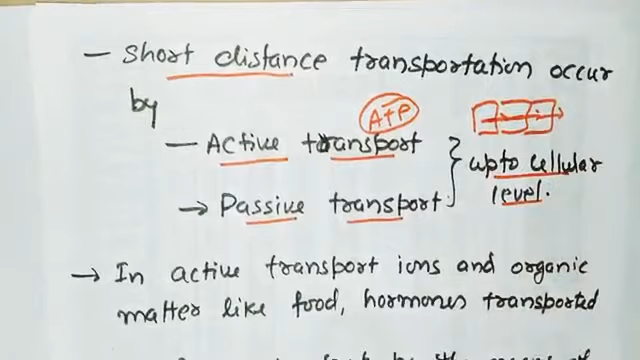 — Short distance transportation occur
by
ATP
— Active transport
upto cellular
level.
→ Passive transport
→ In active transport ions and organic
matter like food, hormones transported